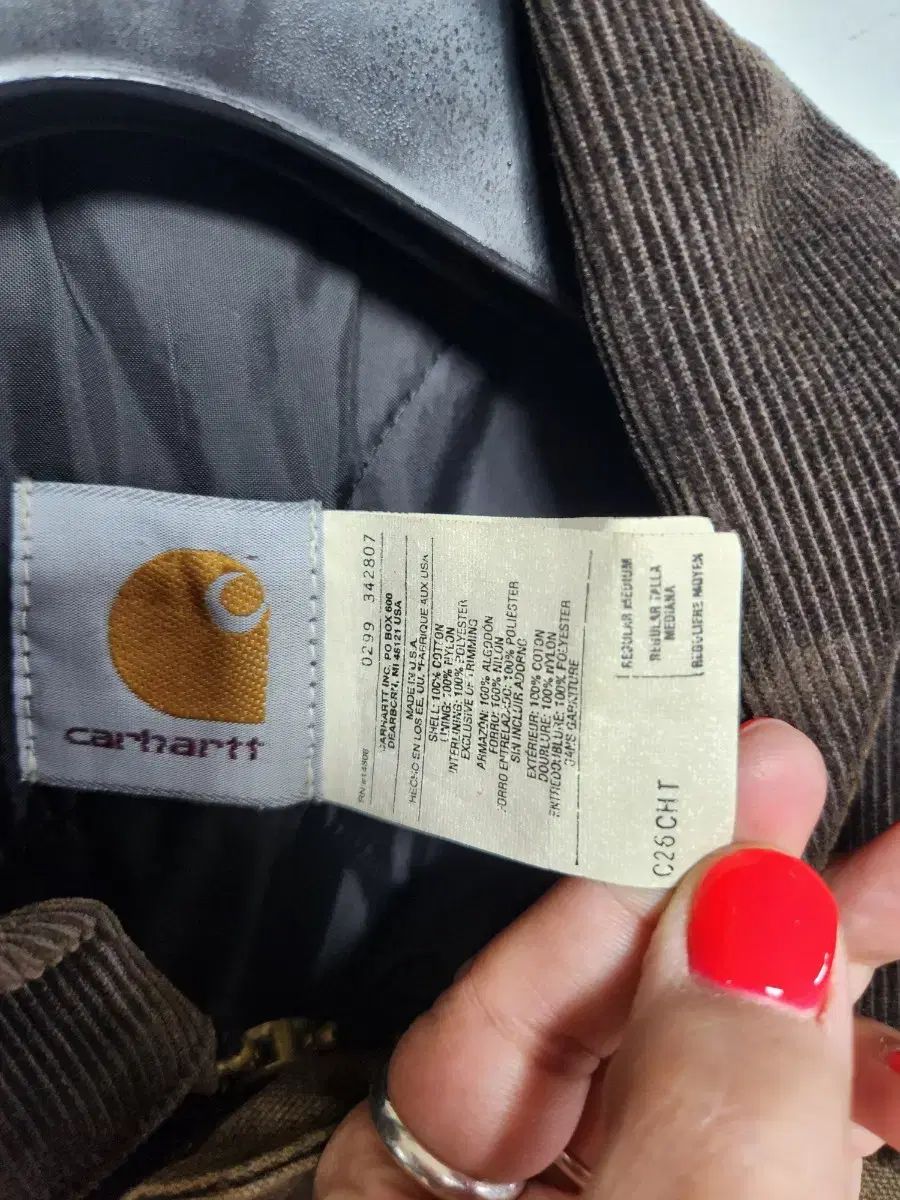 carhartt
0299 342807
CARHARTT INC. PO BOX 600
DEARBORN, MI 48121 USA
MADE IN U.S.A.
HECHO EN LOS EE. UU. *FABRIQUE AUX USA
SHELL: 100% COTTON
LINING: 100% NYLON
INTERLINING: 100% POLYESTER
EXCLUSIVE OF TRIMMING
ARMAZN: 100% ALGODON
FORRO: 100% NILON
FORRO ENTRELAZADO: 100% POLIESTER
SIN INCLUIR ADORNO
EXTERIEUR: 100% COTON
DOUBLURE: 100% NYLON
ENTREDOUBLURE: 100% POLYESTER
SANS GARNITURE
REGULAR MEDIUM
REGULAR TALLA
MEDIANA
REGULIERE MOYEN
C26CHT